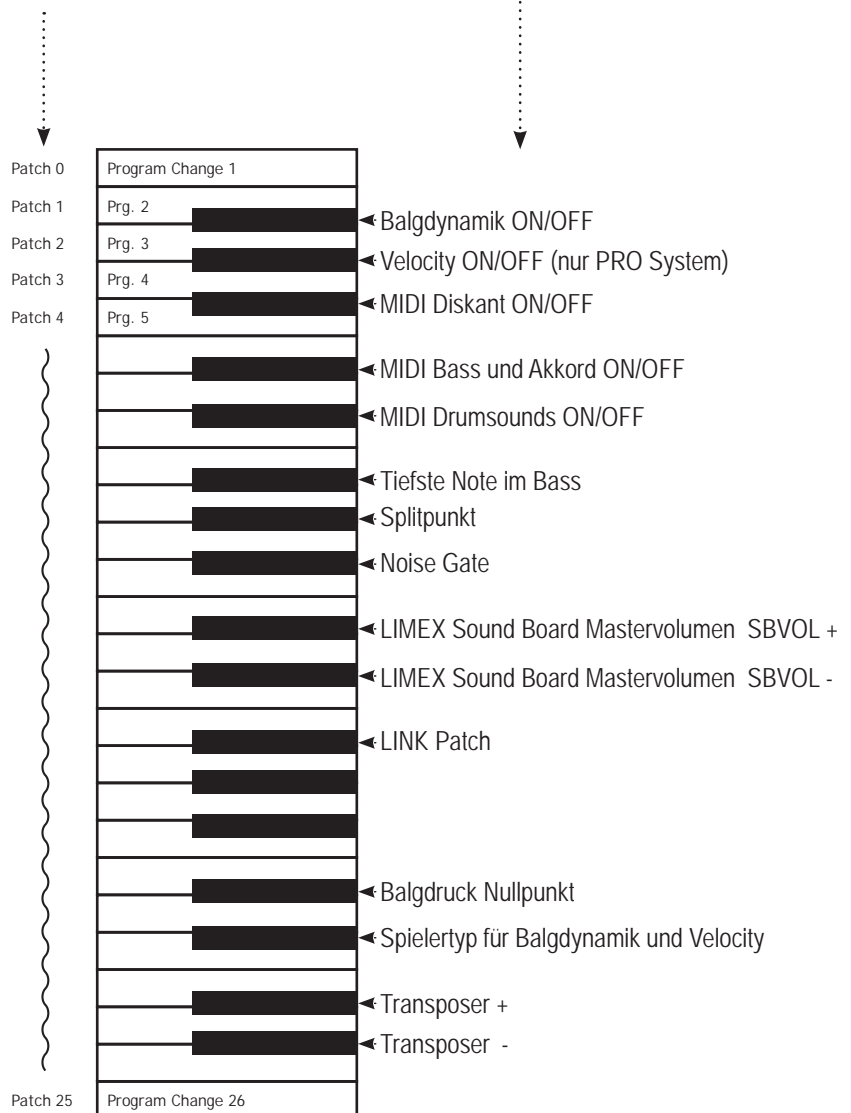 Patch 0 Program Change 1
Patch 1 Prg. 2
Balgdynamik ON/OFF
Patch 2 Prg. 3
Velocity ON/OFF (nur PRO System)
Patch 3 Prg. 4
MIDI Diskant ON/OFF
Patch 4 Prg. 5
MIDI Bass und Akkord ON/OFF
MIDI Drumsounds ON/OFF
Tiefste Note im Bass
Splitpunkt
Noise Gate
LIMEX Sound Board Mastervolumen SBVOL +
LIMEX Sound Board Mastervolumen SBVOL -
LINK Patch
Balgdruck Nullpunkt
Spielertyp für Balgdynamik und Velocity
Transposer +
Transposer -
Patch 25 Program Change 26